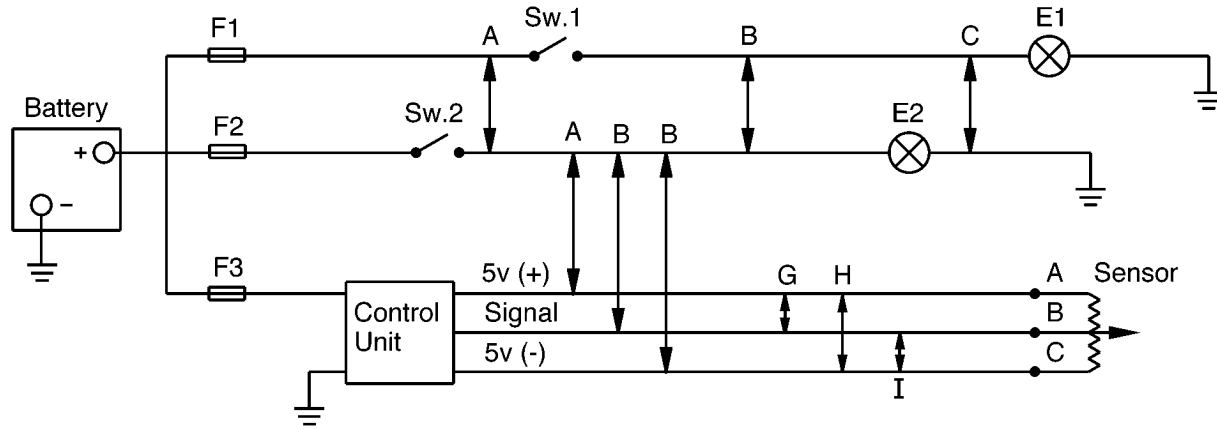 F1
A
Sw.1
B
C
E1
Battery
F2
Sw.2
A
B
B
E2
+
−
F3
5v (+)
G
H
A
Sensor
Control
Unit
Signal
B
5v (-)
C
I